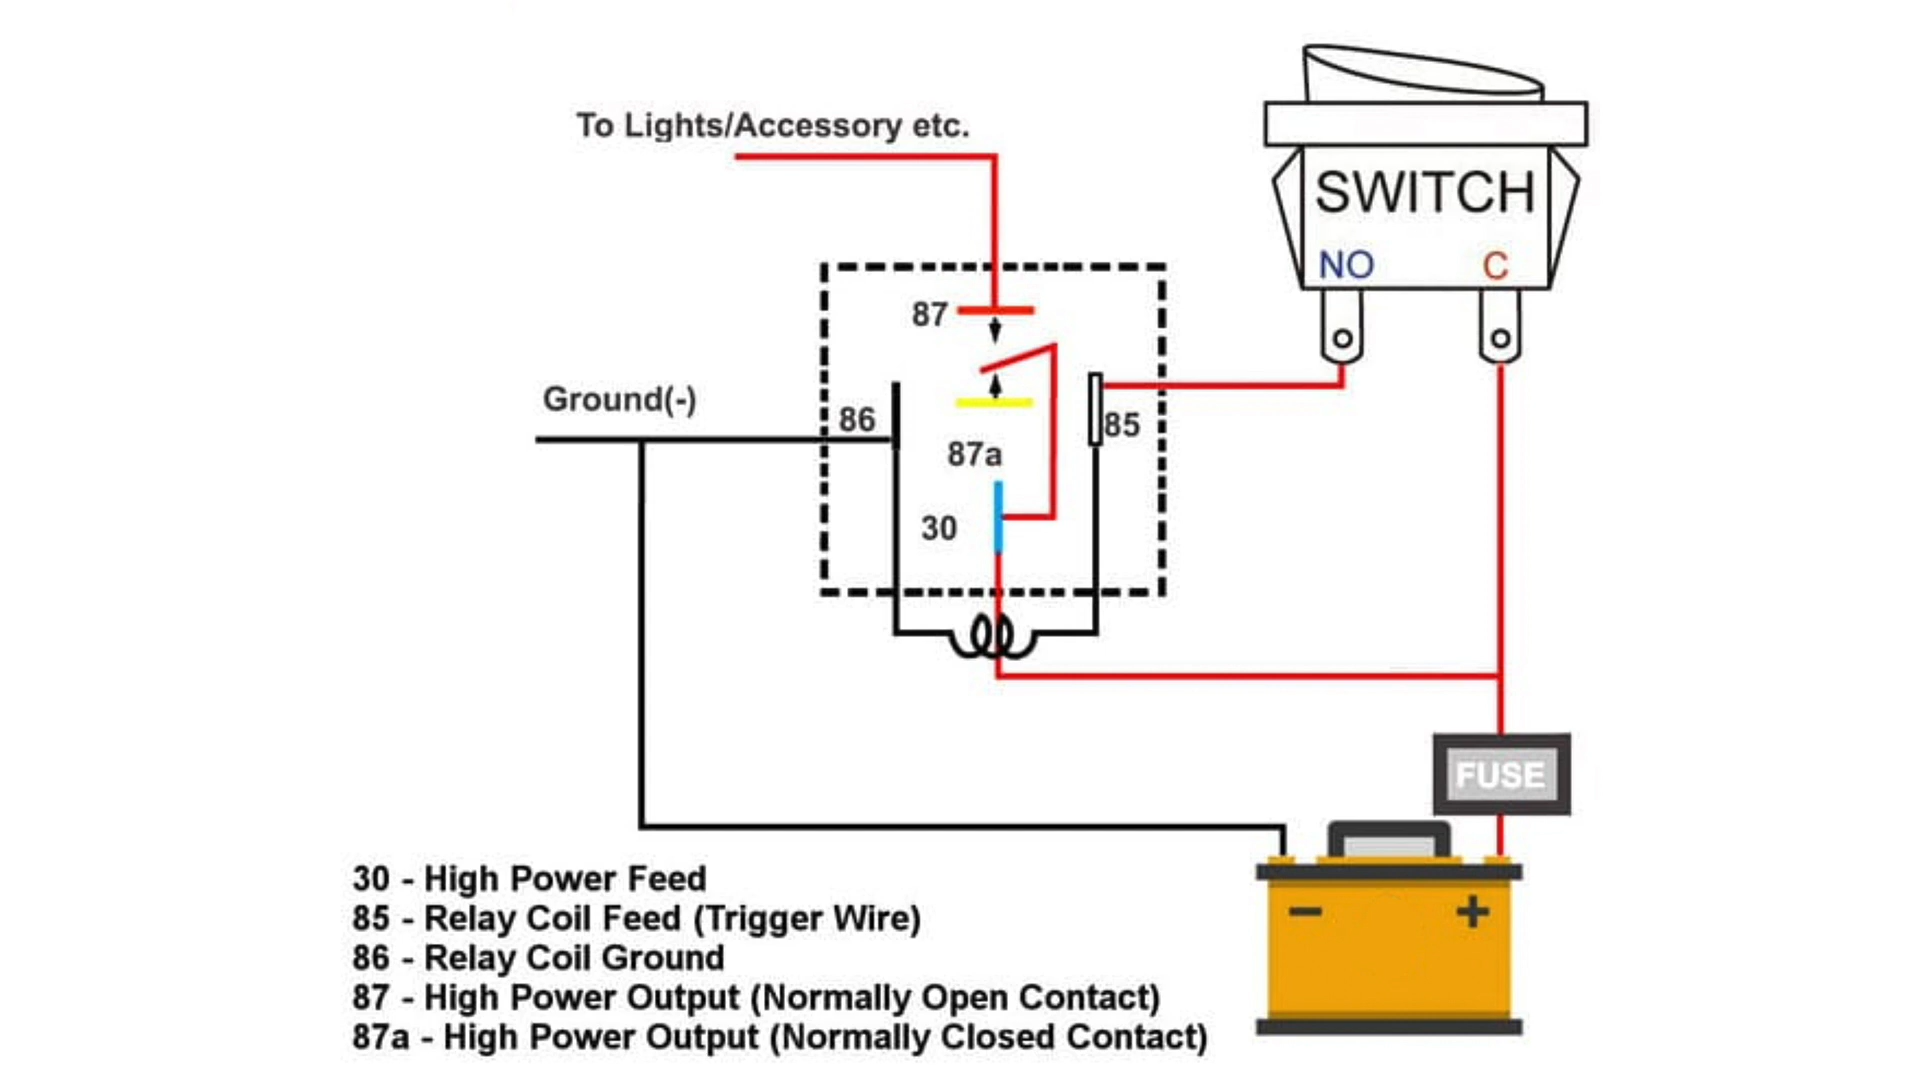 To Lights/Accessory etc.
SWITCH
NO C
87
Ground(-)
86
85
87a
30
FUSE
- +
30 - High Power Feed
85 - Relay Coil Feed (Trigger Wire)
86 - Relay Coil Ground
87 - High Power Output (Normally Open Contact)
87a - High Power Output (Normally Closed Contact)